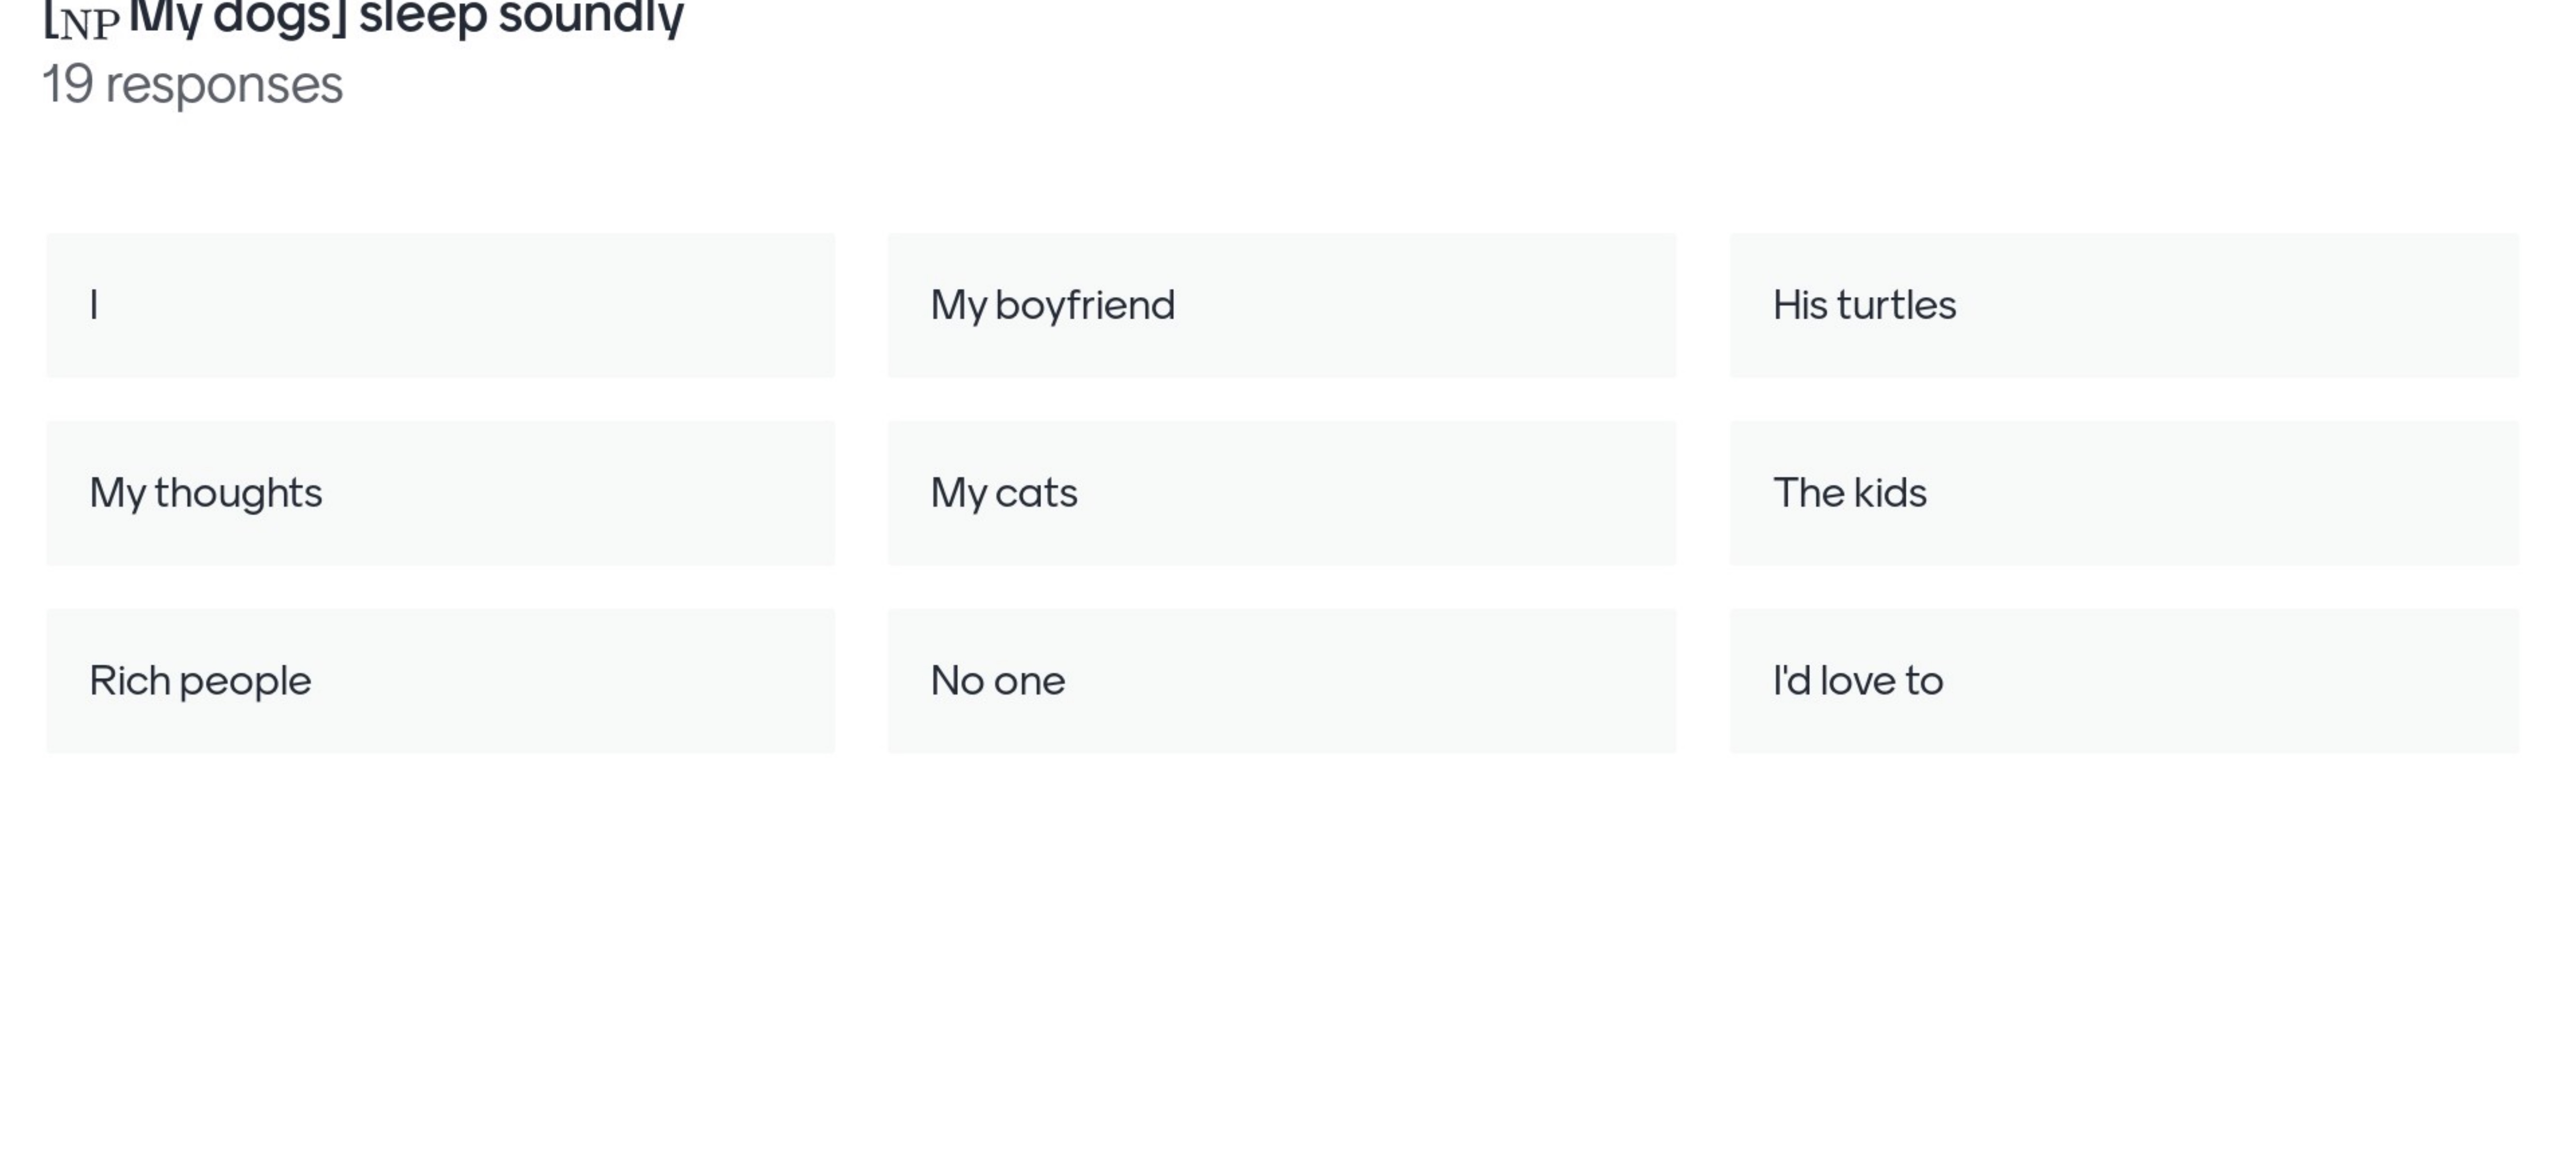 [NP My dogs] sleep soundly
19 responses
I
My boyfriend
His turtles
My thoughts
My cats
The kids
Rich people
No one
I'd love to